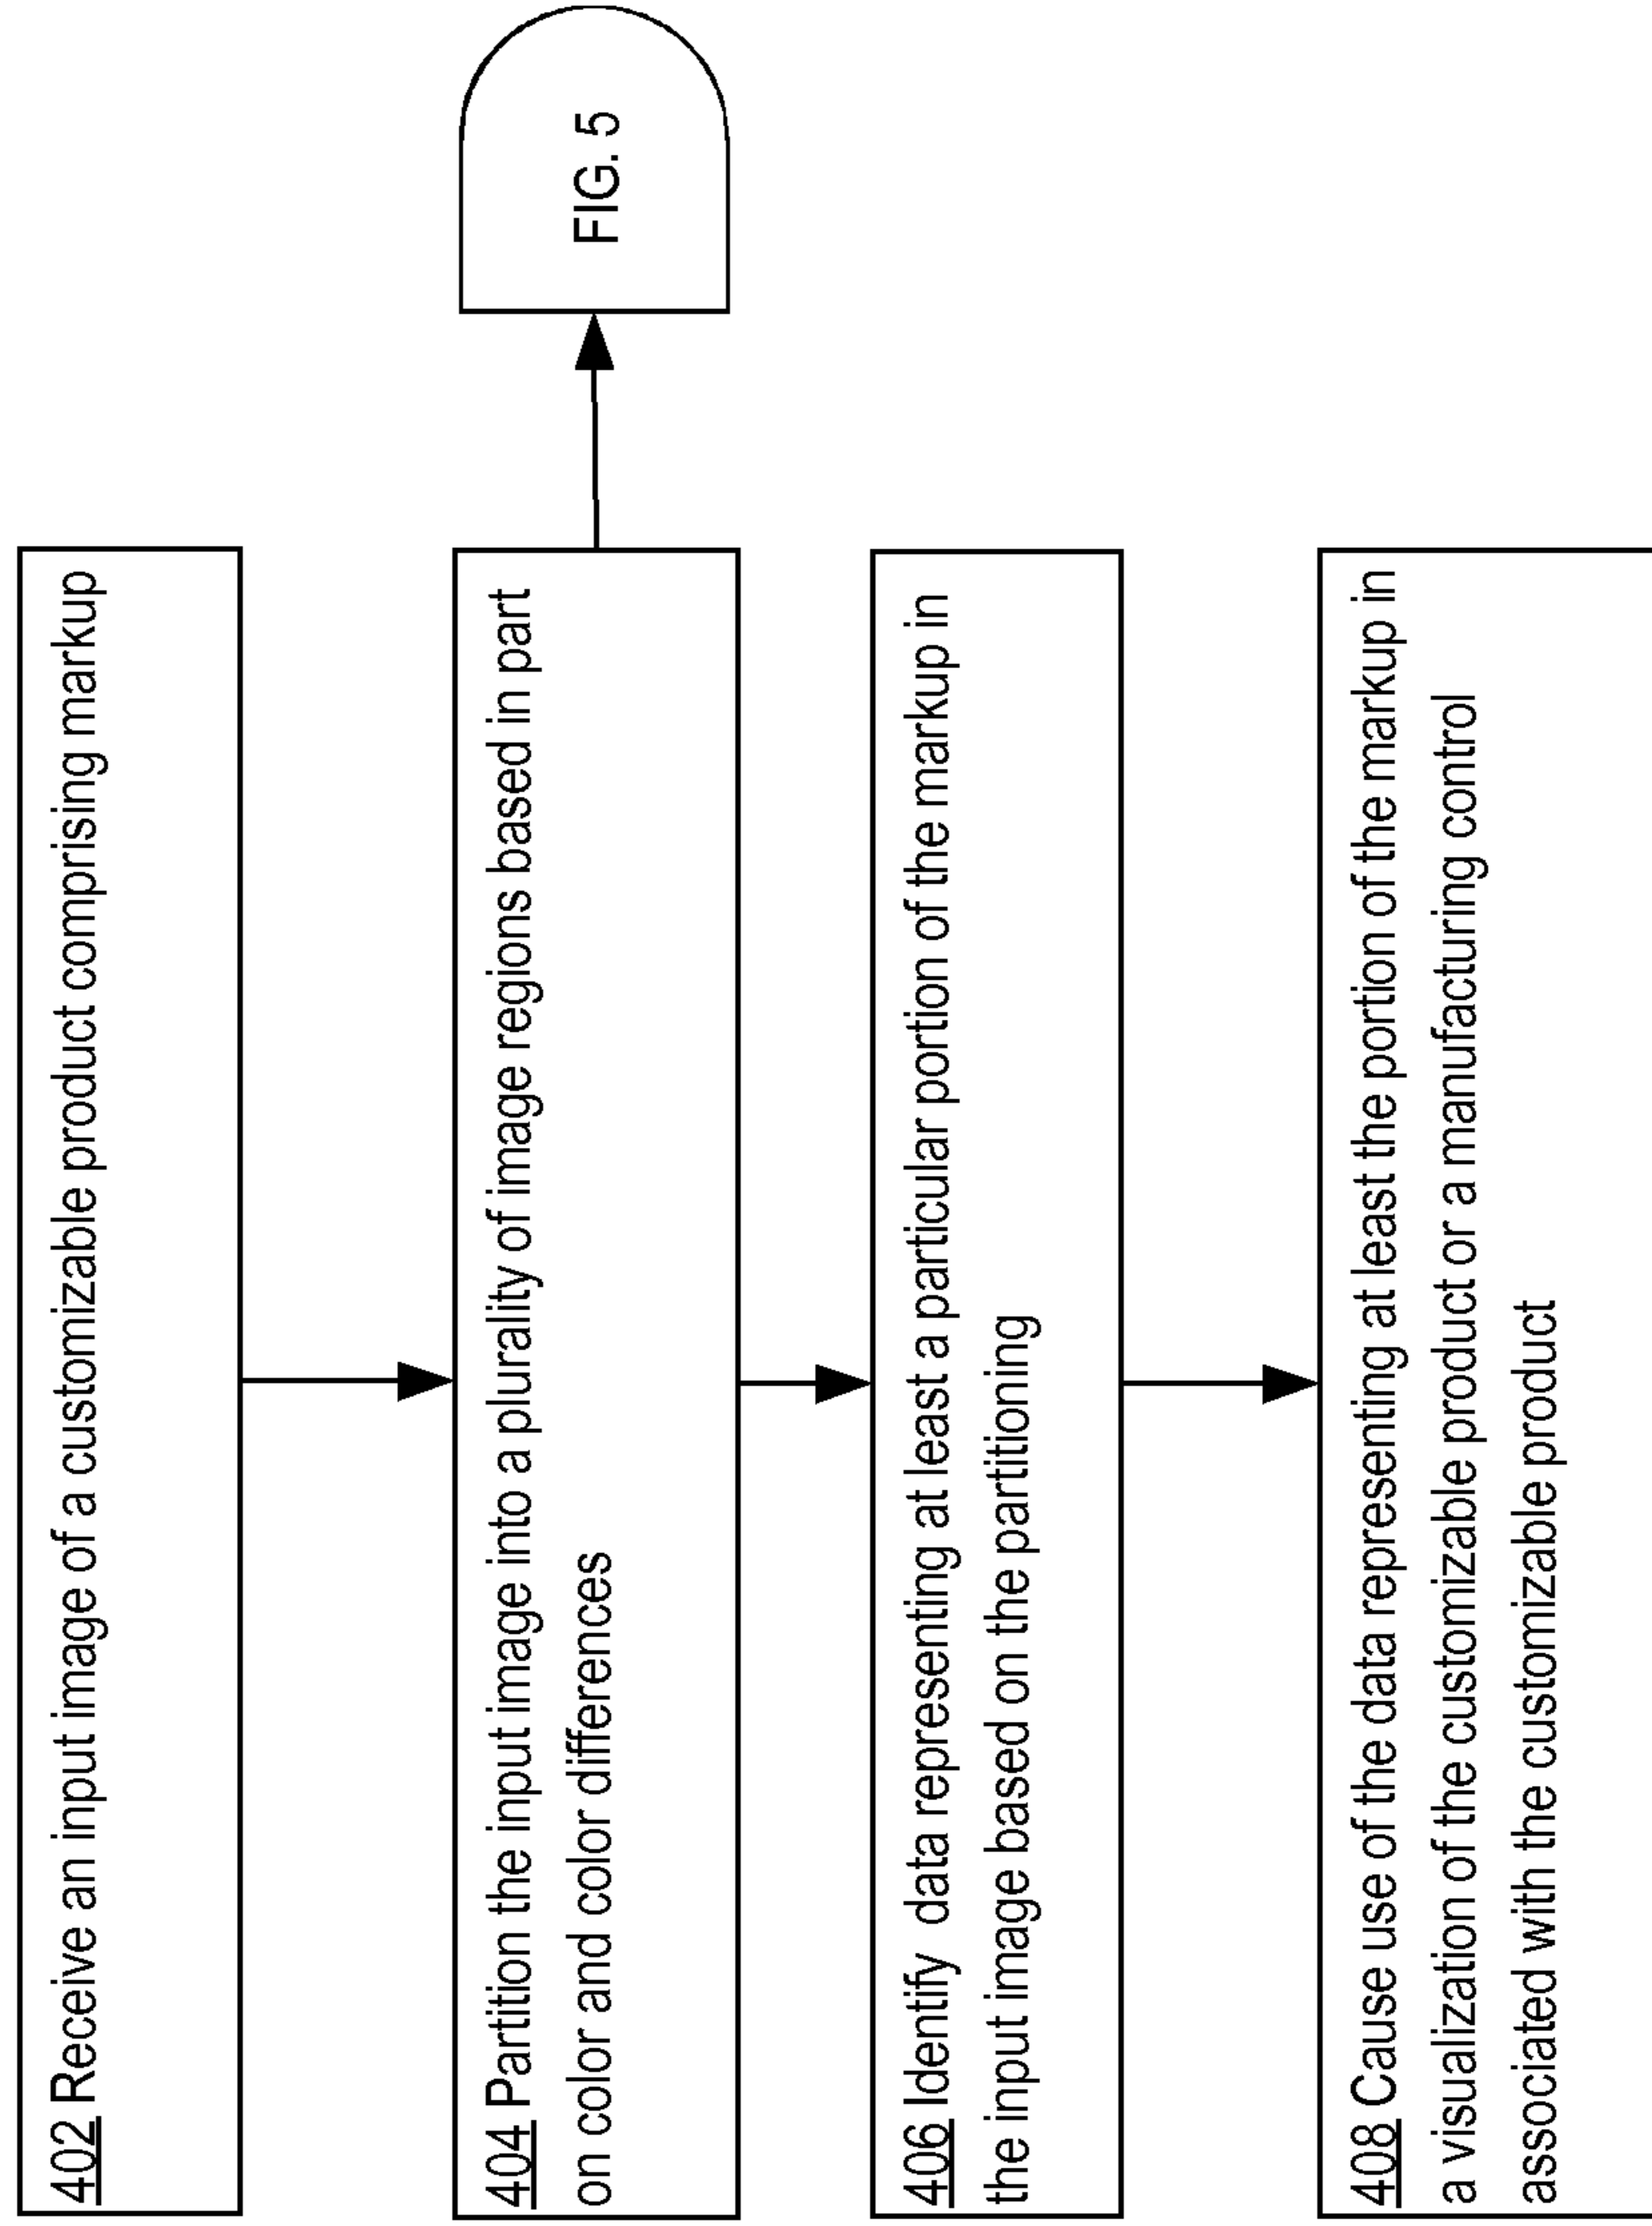 402 Receive an input image of a customizable product comprising markup
404 Partition the input image into a plurality of image regions based in part
on color and color differences
FIG. 5
406 Identify data representing at least a particular portion of the markup in
the input image based on the partitioning
408 Cause use of the data representing at least the portion of the markup in
a visualization of the customizable product or a manufacturing control
associated with the customizable product